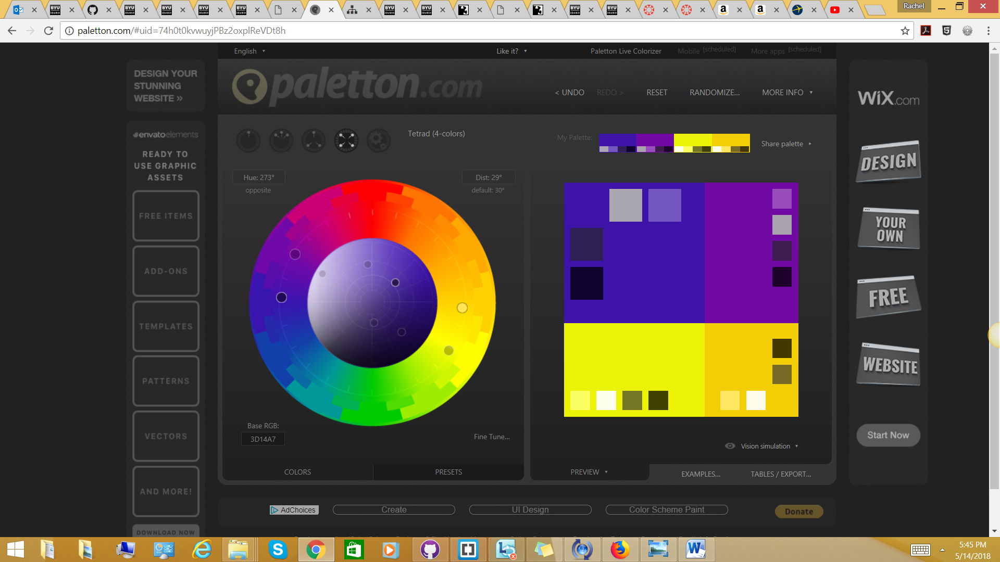 Rachel
paletton.com/#uid=74h0t0kvwuyjPBz2oxplReVDt8h
English
Like it?
Paletton Live Colorizer
Mobile [scheduled]
More apps [scheduled]
DESIGN YOUR
STUNNING
WEBSITE »
paletton.com
< UNDO
REDO >
RESET
RANDOMIZE...
MORE INFO
WiX.com
envatoelements
READY TO
USE GRAPHIC
ASSETS
Tetrad (4-colors)
My Palette:
Share palette
Hue: 273°
opposite
Dist: 29°
default: 30°
FREE ITEMS
ADD-ONS
TEMPLATES
PATTERNS
VECTORS
AND MORE!
DOWNLOAD NOW
DESIGN
YOUR
OWN
FREE
WEBSITE
Start Now
Base RGB:
3D14A7
Fine Tune...
Vision simulation
COLORS
PRESETS
PREVIEW
EXAMPLES...
TABLES / EXPORT...
AdChoices
Create
UI Design
Color Scheme Paint
Donate
5:45 PM
5/14/2018